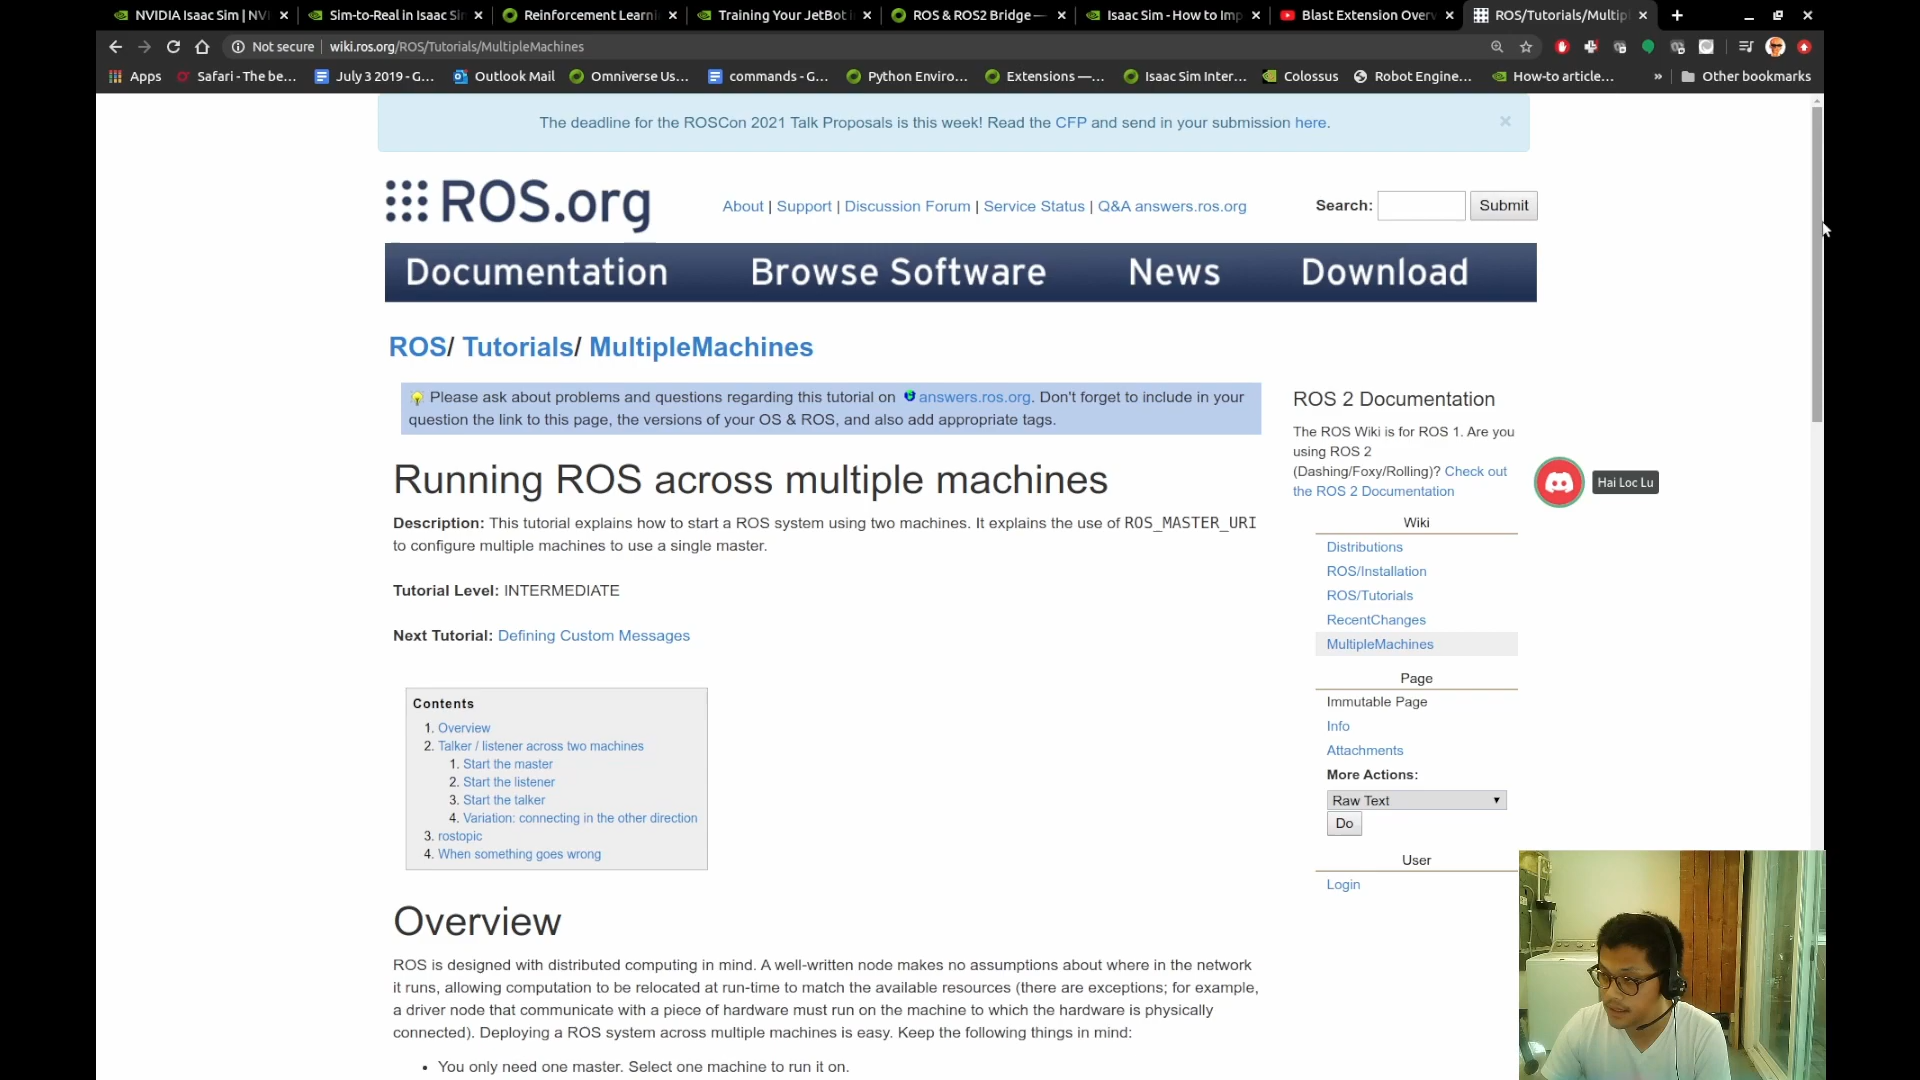 NVIDIA Isaac Sim | NVI
Sim-to-Real in Isaac Sin
Reinforcement Learni
Training Your JetBot i
ROS & ROS2 Bridge —
Isaac Sim - How to Imp
Blast Extension Overv
ROS/Tutorials/Multipl
Not secure | wiki.ros.org/ROS/Tutorials/MultipleMachines
Apps
Safari - The be...
July 3 2019 - G...
Outlook Mail
Omniverse Us...
commands - G...
Python Enviro...
Extensions —...
Isaac Sim Inter...
Colossus
Robot Engine...
How-to article...
»
Other bookmarks
The deadline for the ROSCon 2021 Talk Proposals is this week! Read the CFP and send in your submission here.
ROS.org
About | Support | Discussion Forum | Service Status | Q&A answers.ros.org
Search:
Submit
Documentation
Browse Software
News
Download
ROS/ Tutorials/ MultipleMachines
Please ask about problems and questions regarding this tutorial on answers.ros.org. Don't forget to include in your
question the link to this page, the versions of your OS & ROS, and also add appropriate tags.
Running ROS across multiple machines
Description: This tutorial explains how to start a ROS system using two machines. It explains the use of ROS_MASTER_URI
to configure multiple machines to use a single master.
Tutorial Level: INTERMEDIATE
Next Tutorial: Defining Custom Messages
Contents
1. Overview
2. Talker / listener across two machines
1. Start the master
2. Start the listener
3. Start the talker
4. Variation: connecting in the other direction
3. rostopic
4. When something goes wrong
Overview
ROS is designed with distributed computing in mind. A well-written node makes no assumptions about where in the network
it runs, allowing computation to be relocated at run-time to match the available resources (there are exceptions; for example,
a driver node that communicate with a piece of hardware must run on the machine to which the hardware is physically
connected). Deploying a ROS system across multiple machines is easy. Keep the following things in mind:
• You only need one master. Select one machine to run it on.
ROS 2 Documentation
The ROS Wiki is for ROS 1. Are you
using ROS 2
(Dashing/Foxy/Rolling)? Check out
the ROS 2 Documentation
Wiki
Distributions
ROS/Installation
ROS/Tutorials
RecentChanges
MultipleMachines
Page
Immutable Page
Info
Attachments
More Actions:
Raw Text
Do
User
Login
Hai Loc Lu